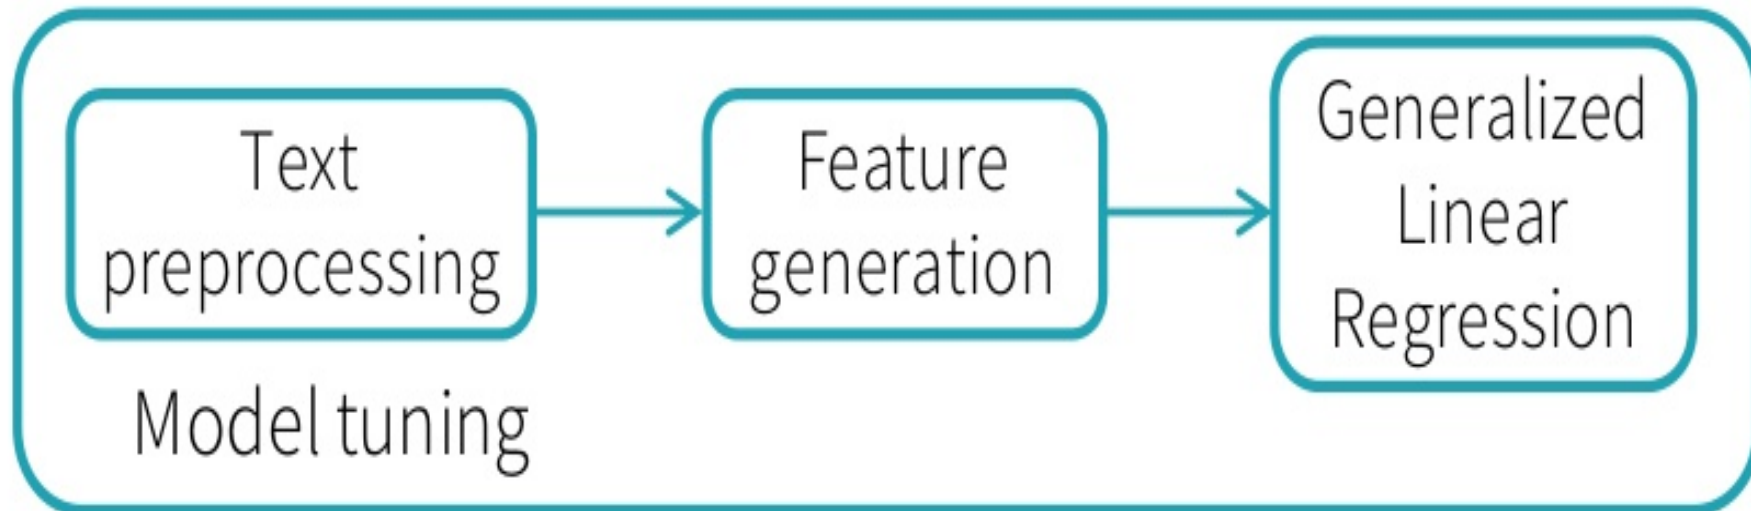 Text
preprocessing
Feature
generation
Generalized
Linear
Regression
Model tuning